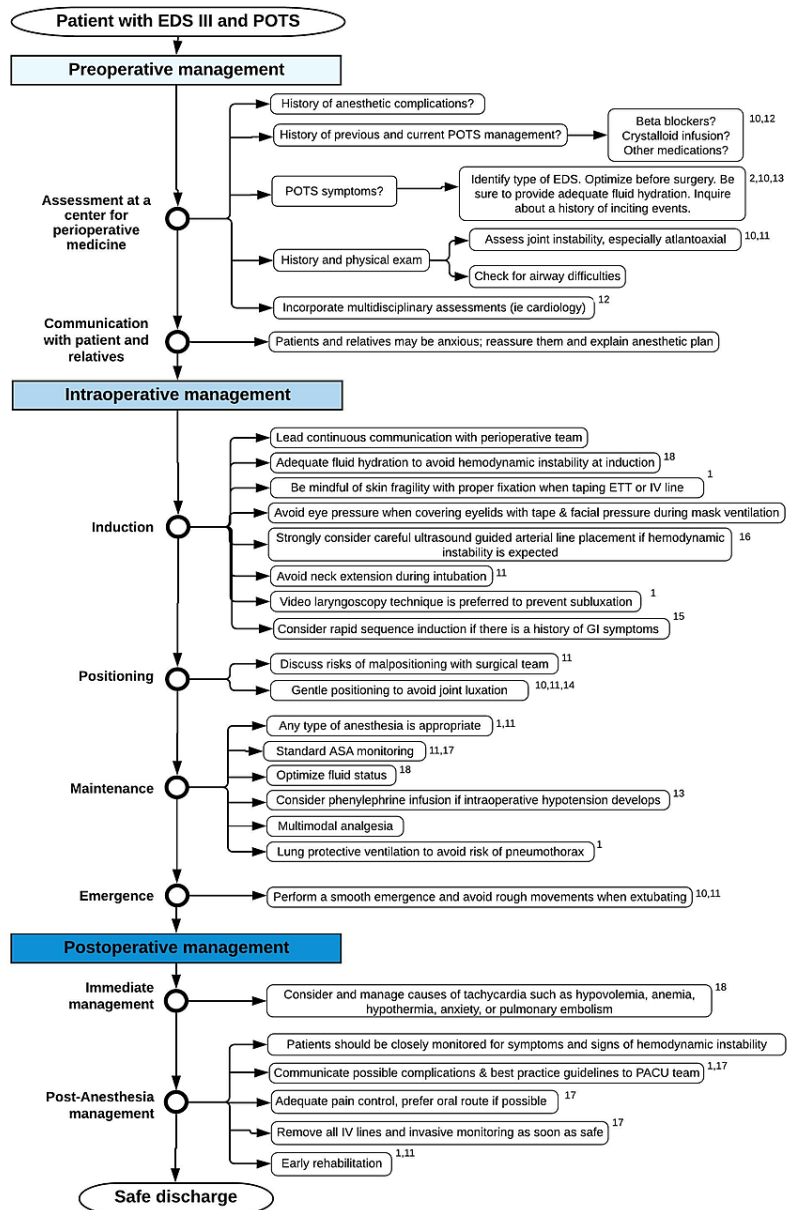 Patient with EDS III and POTS
Preoperative management
Assessment at a
center for
perioperative
medicine
History of anesthetic complications?
History of previous and current POTS management?
Beta blockers?
Crystalloid infusion?
Other medications?
10,12
POTS symptoms?
Identify type of EDS. Optimize before surgery. Be
sure to provide adequate fluid hydration. Inquire
about a history of inciting events.
2,10,13
History and physical exam
Assess joint instability, especially atlantoaxial
10,11
Check for airway difficulties
Incorporate multidisciplinary assessments (ie cardiology)
12
Communication
with patient and
relatives
Patients and relatives may be anxious; reassure them and explain anesthetic plan
Intraoperative management
Induction
Lead continuous communication with perioperative team
Adequate fluid hydration to avoid hemodynamic instability at induction
18
Be mindful of skin fragility with proper fixation when taping ETT or IV line
1
Avoid eye pressure when covering eyelids with tape & facial pressure during mask ventilation
Strongly consider careful ultrasound guided arterial line placement if hemodynamic
instability is expected
16
Avoid neck extension during intubation
11
Video laryngoscopy technique is preferred to prevent subluxation
1
Consider rapid sequence induction if there is a history of GI symptoms
15
Positioning
Discuss risks of malpositioning with surgical team
11
Gentle positioning to avoid joint luxation
10,11,14
Maintenance
Any type of anesthesia is appropriate
1,11
Standard ASA monitoring
11,17
Optimize fluid status
18
Consider phenylephrine infusion if intraoperative hypotension develops
13
Multimodal analgesia
Lung protective ventilation to avoid risk of pneumothorax
1
Emergence
Perform a smooth emergence and avoid rough movements when extubating
10,11
Postoperative management
Immediate
management
Consider and manage causes of tachycardia such as hypovolemia, anemia,
hypothermia, anxiety, or pulmonary embolism
18
Post-Anesthesia
management
Patients should be closely monitored for symptoms and signs of hemodynamic instability
Communicate possible complications & best practice guidelines to PACU team
1,17
Adequate pain control, prefer oral route if possible
17
Remove all IV lines and invasive monitoring as soon as safe
17
Early rehabilitation
1,11
Safe discharge